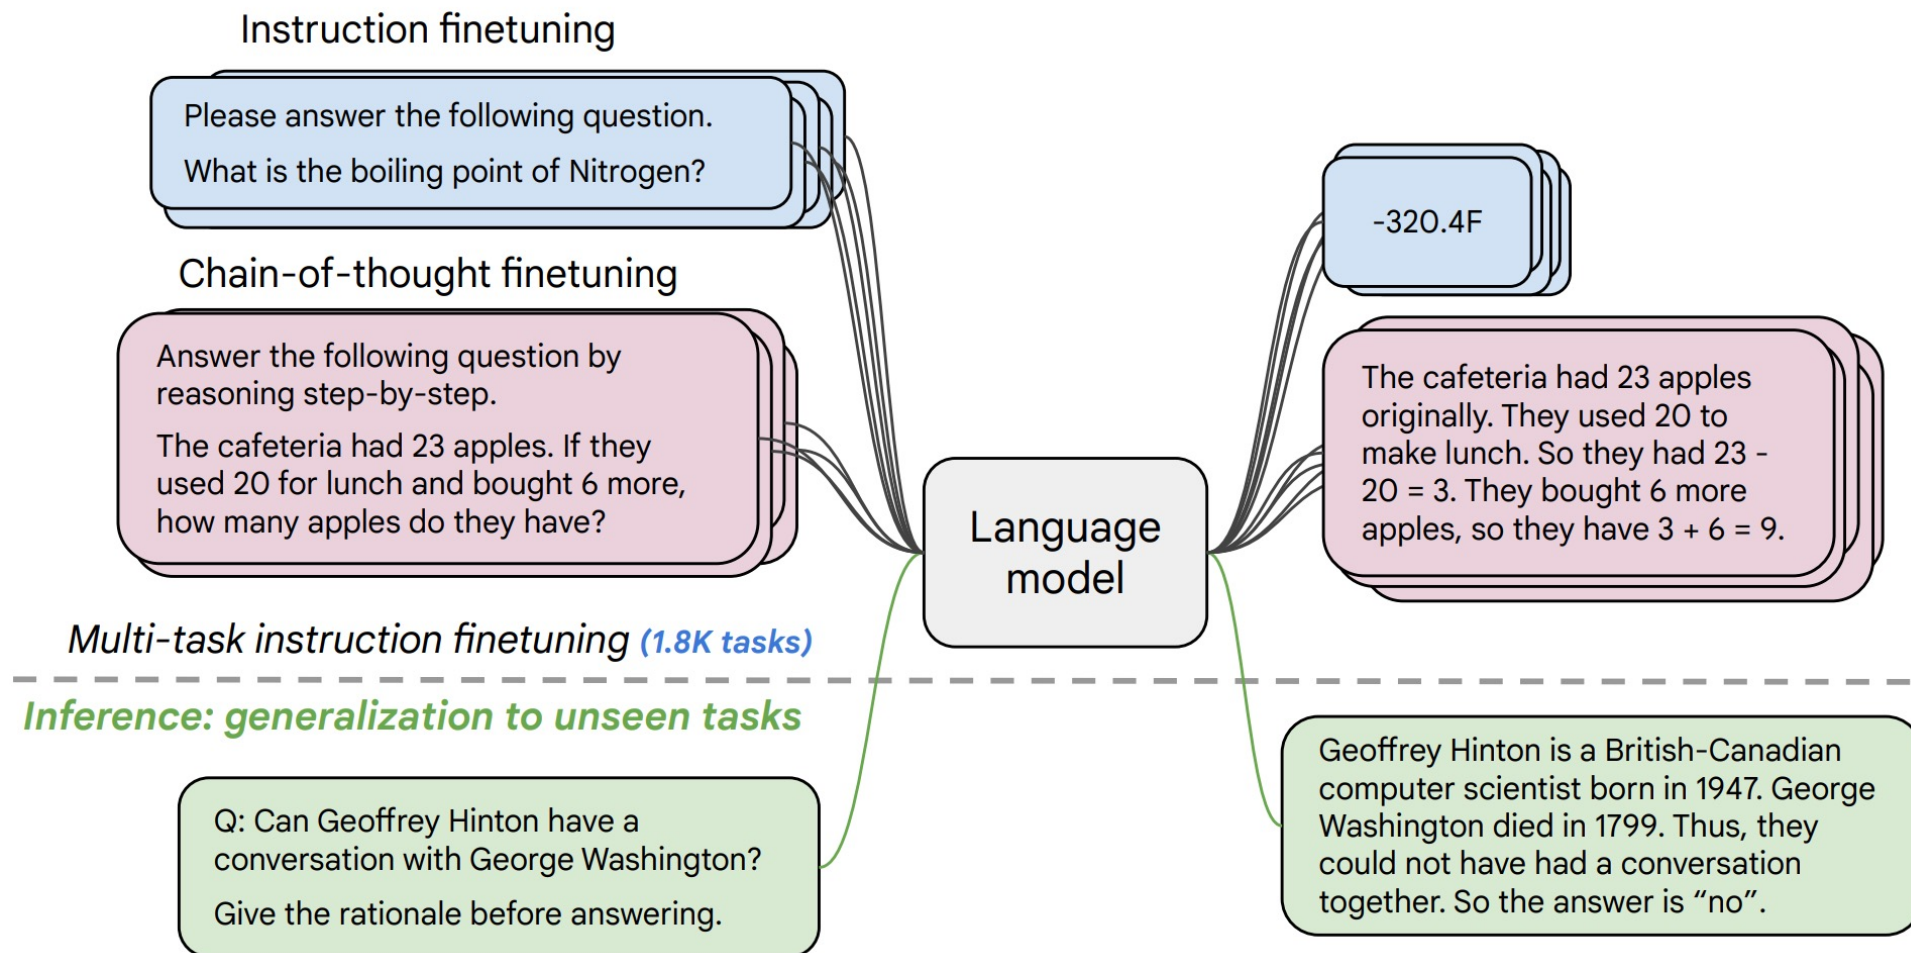 Instruction finetuning
Please answer the following question.
What is the boiling point of Nitrogen?
-320.4F
Chain-of-thought finetuning
Answer the following question by
reasoning step-by-step.
The cafeteria had 23 apples. If they
used 20 for lunch and bought 6 more,
how many apples do they have?
The cafeteria had 23 apples
originally. They used 20 to
make lunch. So they had 23 -
20 = 3. They bought 6 more
apples, so they have 3 + 6 = 9.
Language
model
Multi-task instruction finetuning (1.8K tasks)
Inference: generalization to unseen tasks
Q: Can Geoffrey Hinton have a
conversation with George Washington?
Give the rationale before answering.
Geoffrey Hinton is a British-Canadian
computer scientist born in 1947. George
Washington died in 1799. Thus, they
could not have had a conversation
together. So the answer is “no”.